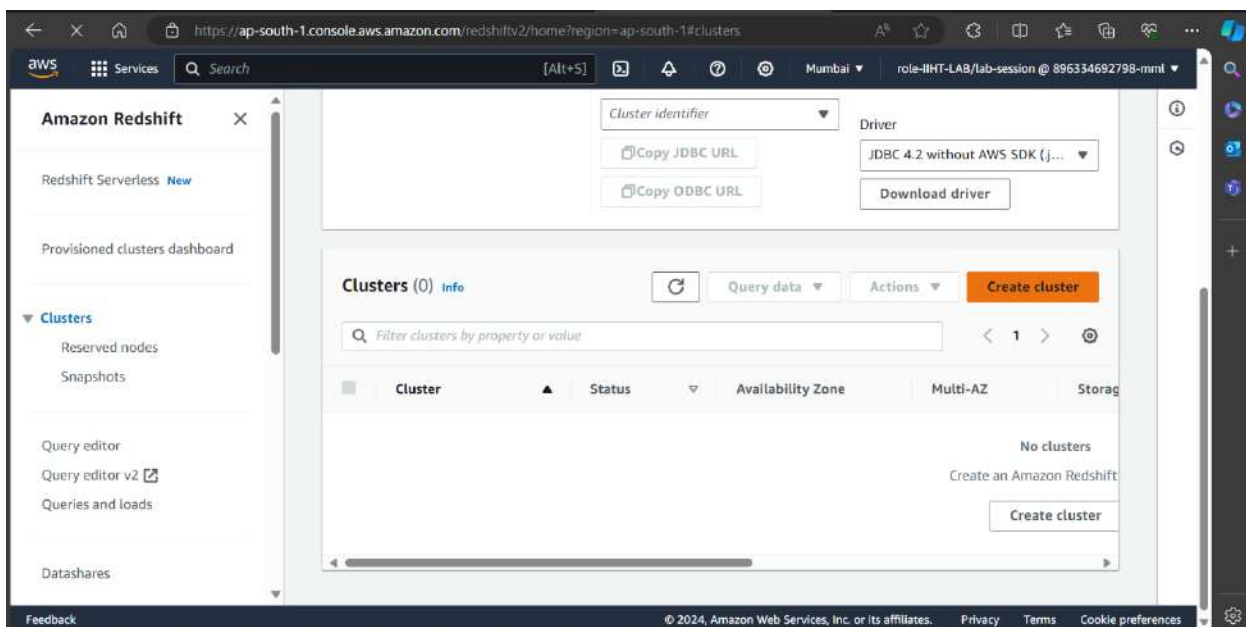 https://ap-south-1.console.aws.amazon.com/redshiftv2/home?region=ap-south-1#clusters
aws Services Search [Alt+S] Mumbai role-IIHT-LAB/lab-session @ 896334692798-mml
Amazon Redshift
Redshift Serverless New
Provisioned clusters dashboard
Clusters
Reserved nodes
Snapshots
Query editor
Query editor v2
Queries and loads
Datashares
Cluster identifier
Copy JDBC URL
Copy ODBC URL
Driver
JDBC 4.2 without AWS SDK (.j...
Download driver
Clusters (0) Info
Query data
Actions
Create cluster
Filter clusters by property or value
1
Cluster Status Availability Zone Multi-AZ Storag
No clusters
Create an Amazon Redshift
Create cluster
Feedback © 2024, Amazon Web Services, Inc. or its affiliates. Privacy Terms Cookie preferences